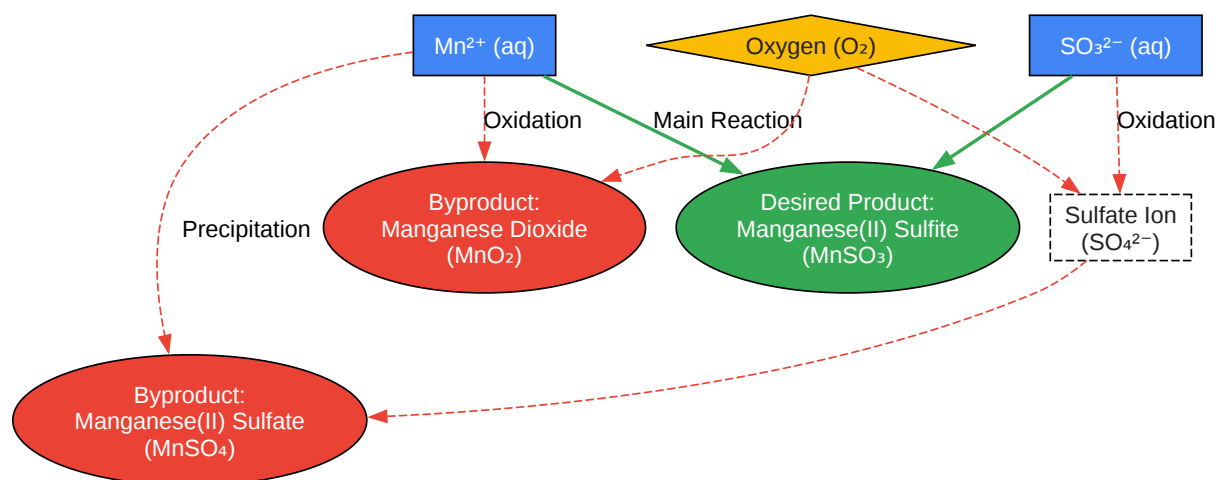 Mn²⁺ (aq)
Oxygen (O₂)
SO₃²⁻ (aq)
Oxidation
Main Reaction
Oxidation
Precipitation
Byproduct:
Manganese Dioxide
(MnO₂)
Desired Product:
Manganese(II) Sulfite
(MnSO₃)
Sulfate Ion
(SO₄²⁻)
Byproduct:
Manganese(II) Sulfate
(MnSO₄)